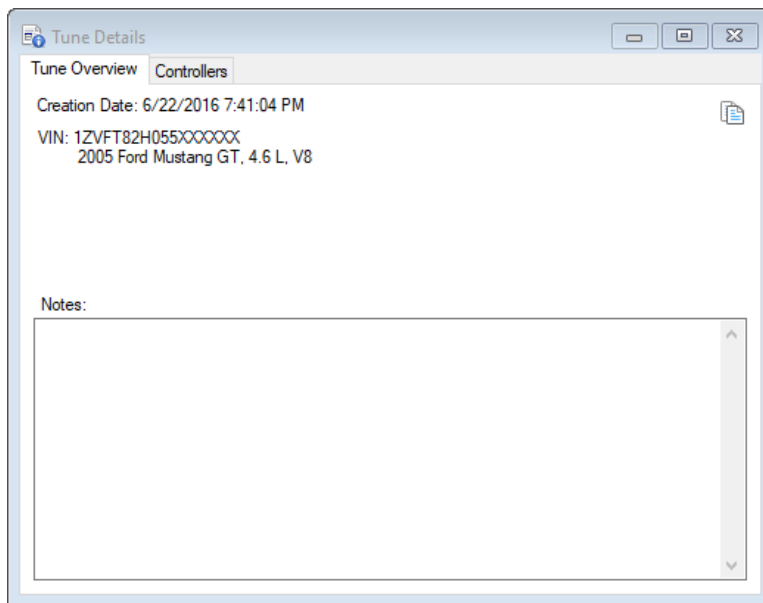 Tune Details
Tune Overview
Controllers
Creation Date: 6/22/2016 7:41:04 PM
VIN: 1ZVFT82H055XXXXXX
2005 Ford Mustang GT, 4.6 L, V8
Notes: